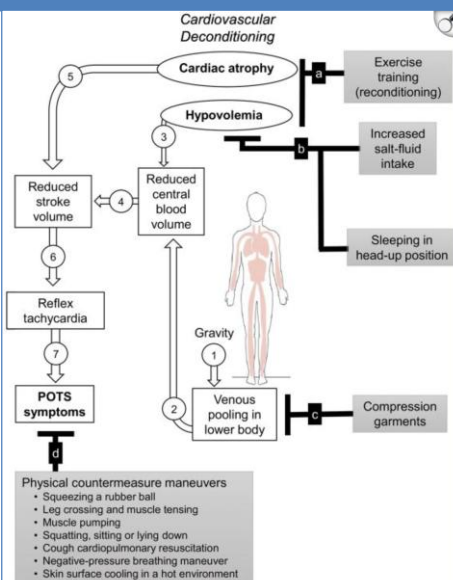 Cardiovascular
Deconditioning
Cardiac atrophy
Hypovolemia
a
Exercise
training
(reconditioning)
b
Increased
salt-fluid
intake
Sleeping in
head-up position
5
3
Reduced
stroke
volume
4
Reduced
central
blood
volume
6
Reflex
tachycardia
7
Gravity
1
POTS
symptoms
2
Venous
pooling in
lower body
c
Compression
garments
d
Physical countermeasure maneuvers
• Squeezing a rubber ball
• Leg crossing and muscle tensing
• Muscle pumping
• Squatting, sitting or lying down
• Cough cardiopulmonary resuscitation
• Negative-pressure breathing maneuver
• Skin surface cooling in a hot environment